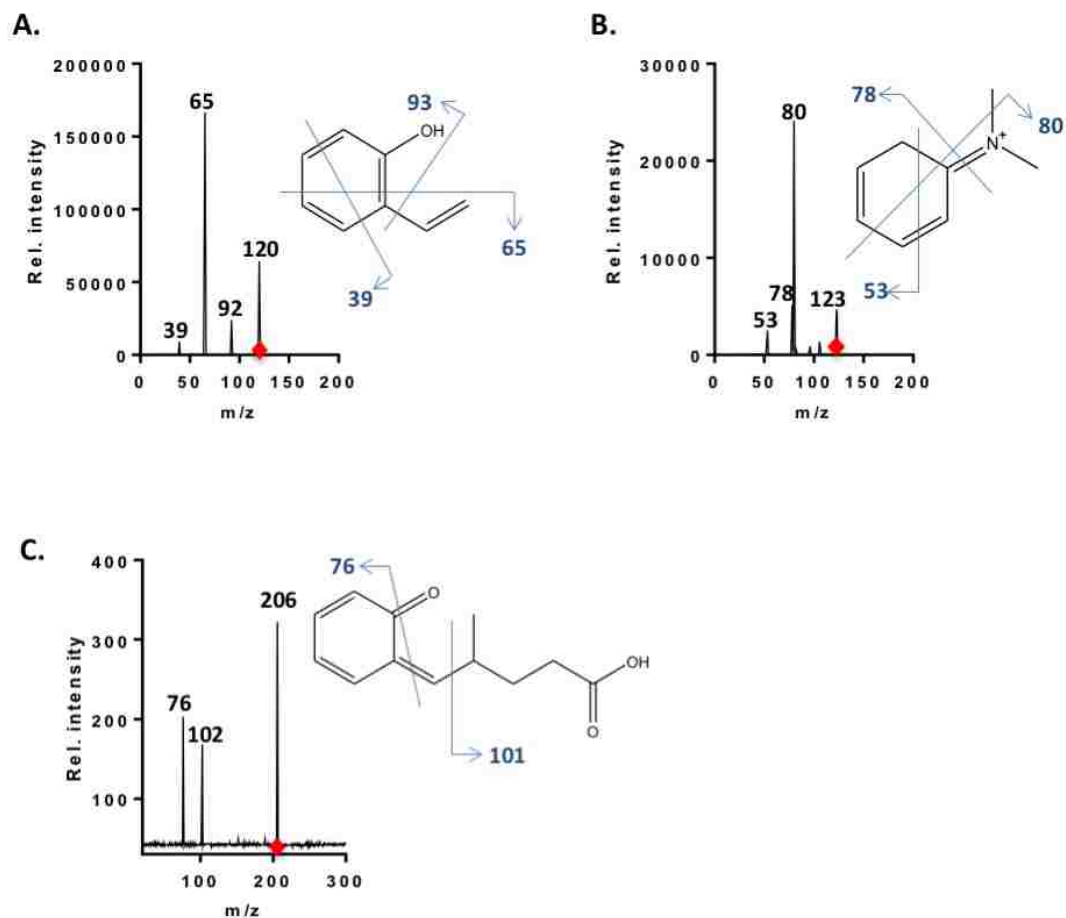 A.
Rel. intensity
200000
150000
100000
50000
0
39
65
92
120
0 50 100 150 200
m/z
93
OH
65
39
B.
Rel. intensity
30000
20000
10000
0
53
78
80
123
0 50 100 150 200
m/z
78
N+
80
53
C.
Rel. intensity
400
300
200
100
76
102
206
100 200 300
m/z
76
O
OH
O
101